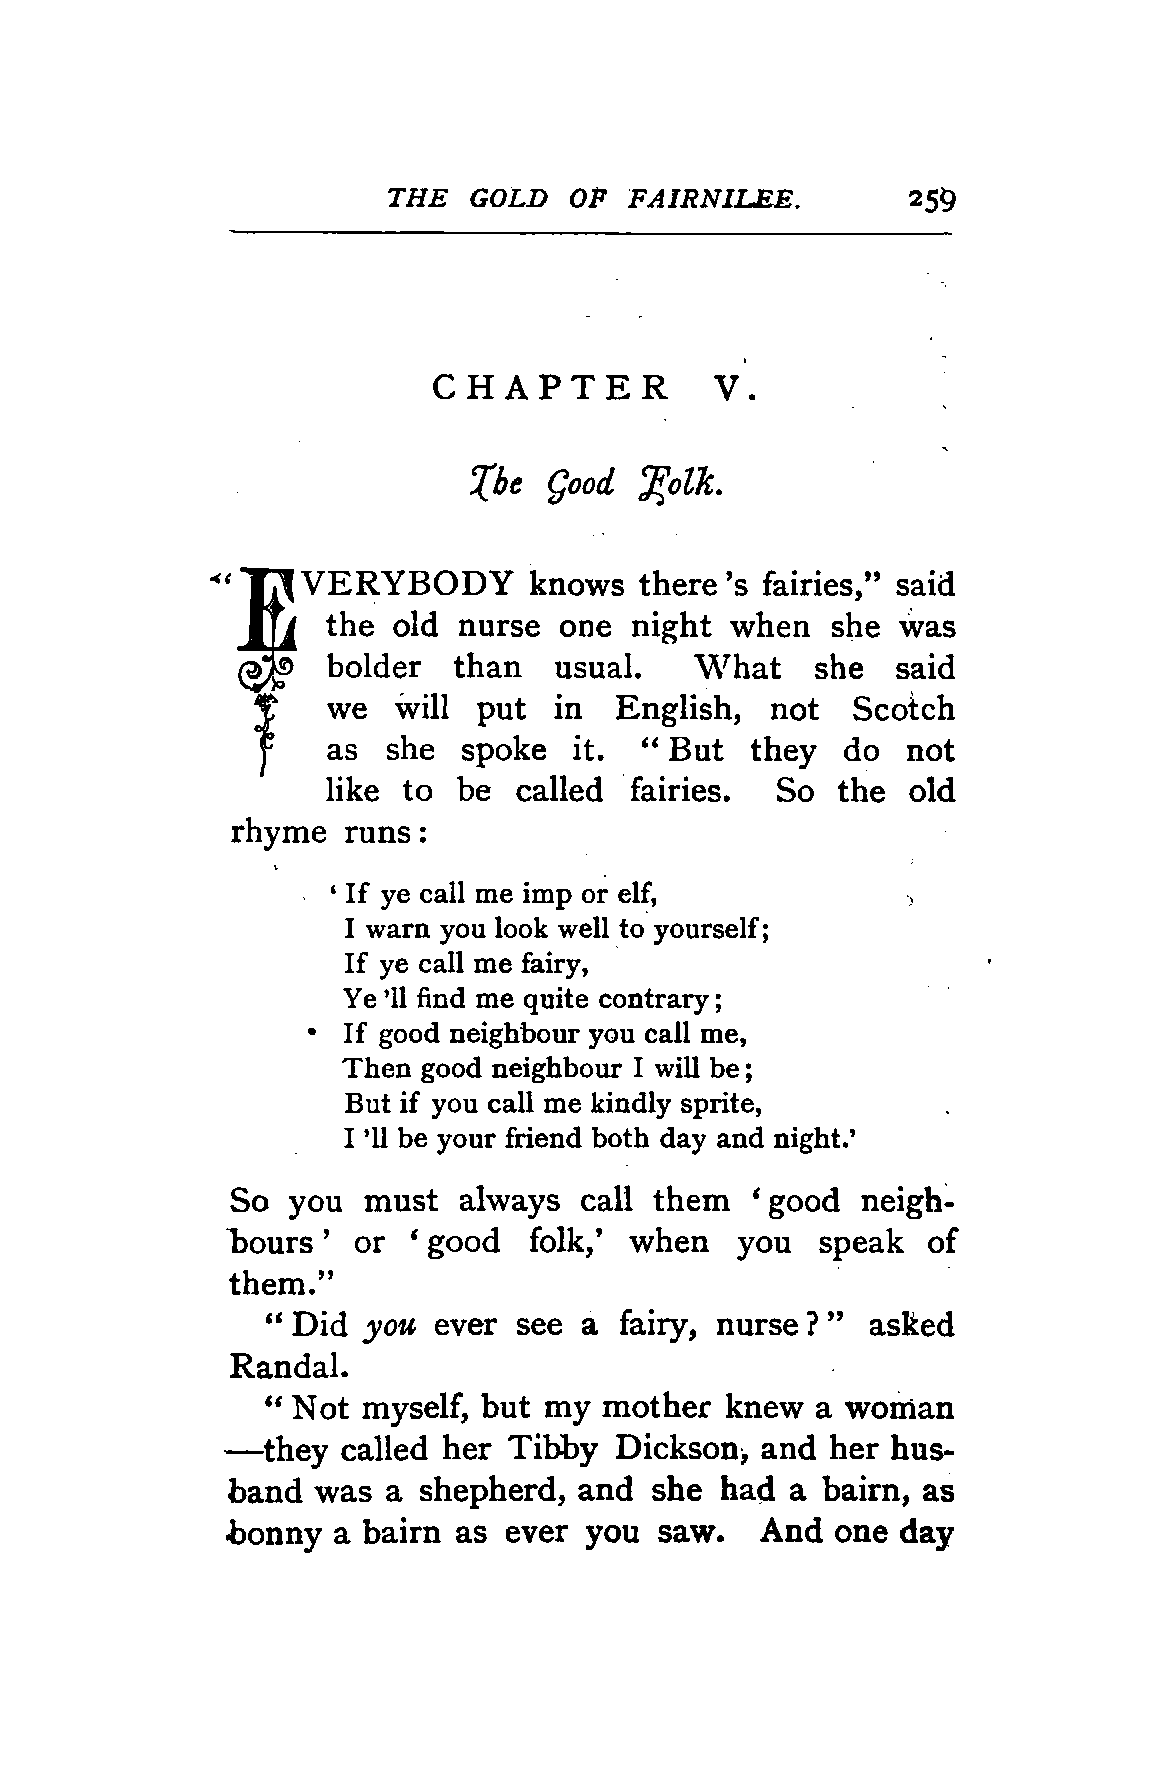 THE GOLD OF FAIRNILEE. 259
CHAPTER V.
The Good Folk.
"EVERYBODY knows there's fairies," said
the old nurse one night when she was
bolder than usual. What she said
we will put in English, not Scotch
as she spoke it. "But they do not
like to be called fairies. So the old
rhyme runs:
'If ye call me imp or elf,
I warn you look well to yourself;
If ye call me fairy,
Ye'll find me quite contrary;
If good neighbour you call me,
Then good neighbour I will be;
But if you call me kindly sprite,
I'll be your friend both day and night.'
So you must always call them 'good neigh-
bours' or 'good folk,' when you speak of
them."
"Did you ever see a fairy, nurse?" asked
Randal.
"Not myself, but my mother knew a woman
—they called her Tibby Dickson, and her hus-
band was a shepherd, and she had a bairn, as
bonny a bairn as ever you saw. And one day